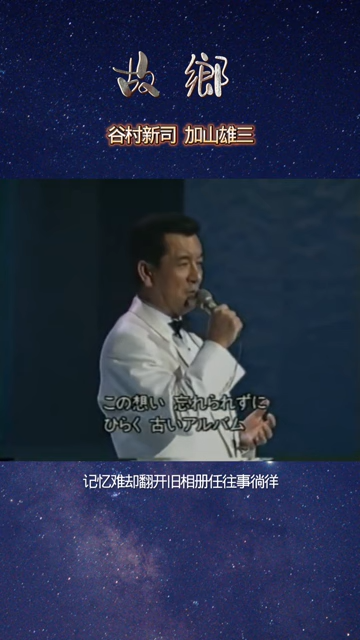 故鄉
谷村新司 加山雄三
この想い 忘れられずに
ひらく 古いアルバム
记忆难却翻开旧相册任往事徜徉